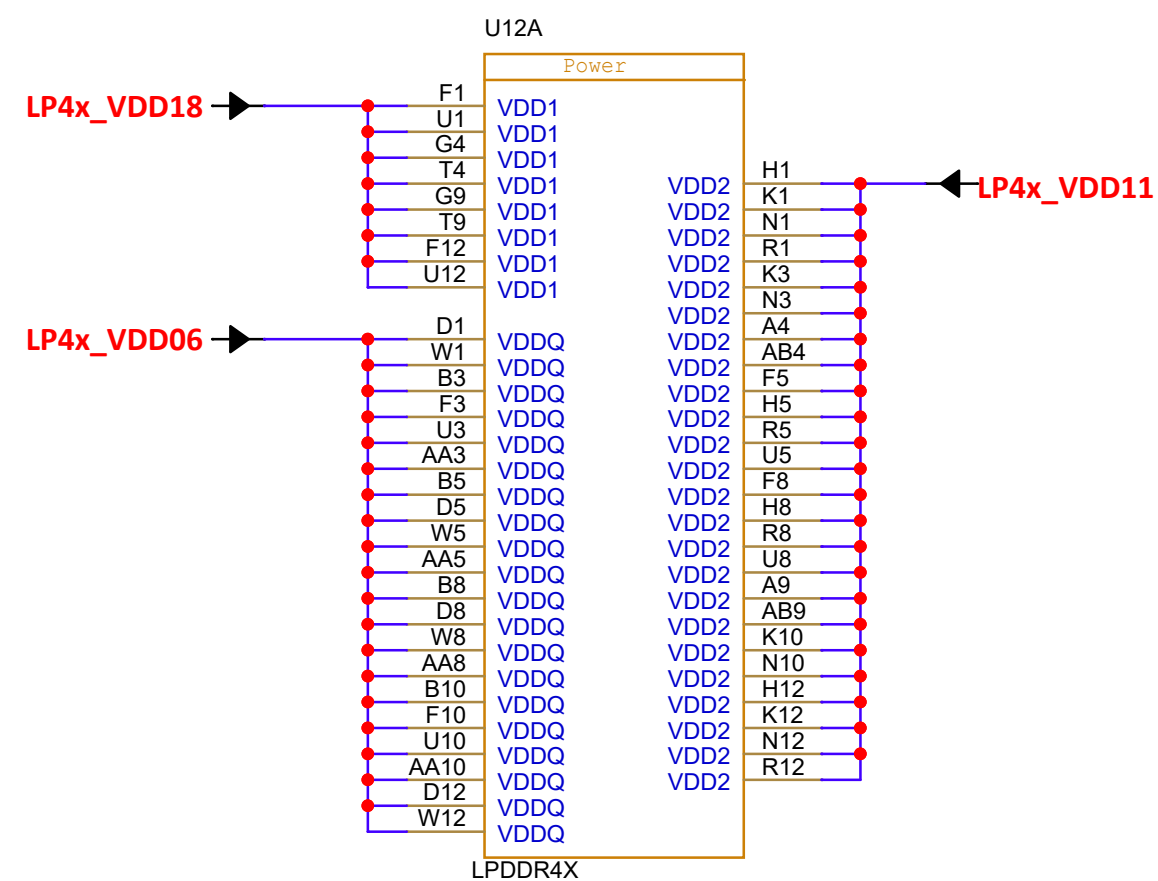 U12A
Power
LP4x_VDD18
F1 VDD1
U1 VDD1
G4 VDD1
T4 VDD1
G9 VDD1
T9 VDD1
F12 VDD1
U12 VDD1
LP4x_VDD06
D1 VDDQ
W1 VDDQ
B3 VDDQ
F3 VDDQ
U3 VDDQ
AA3 VDDQ
B5 VDDQ
D5 VDDQ
W5 VDDQ
AA5 VDDQ
B8 VDDQ
D8 VDDQ
W8 VDDQ
AA8 VDDQ
B10 VDDQ
F10 VDDQ
U10 VDDQ
AA10 VDDQ
D12 VDDQ
W12 VDDQ
VDD2 H1
LP4x_VDD11
VDD2 K1
VDD2 N1
VDD2 R1
VDD2 K3
VDD2 N3
VDD2 A4
VDD2 AB4
VDD2 F5
VDD2 H5
VDD2 R5
VDD2 U5
VDD2 F8
VDD2 H8
VDD2 R8
VDD2 U8
VDD2 A9
VDD2 AB9
VDD2 K10
VDD2 N10
VDD2 H12
VDD2 K12
VDD2 N12
VDD2 R12
LPDDR4X